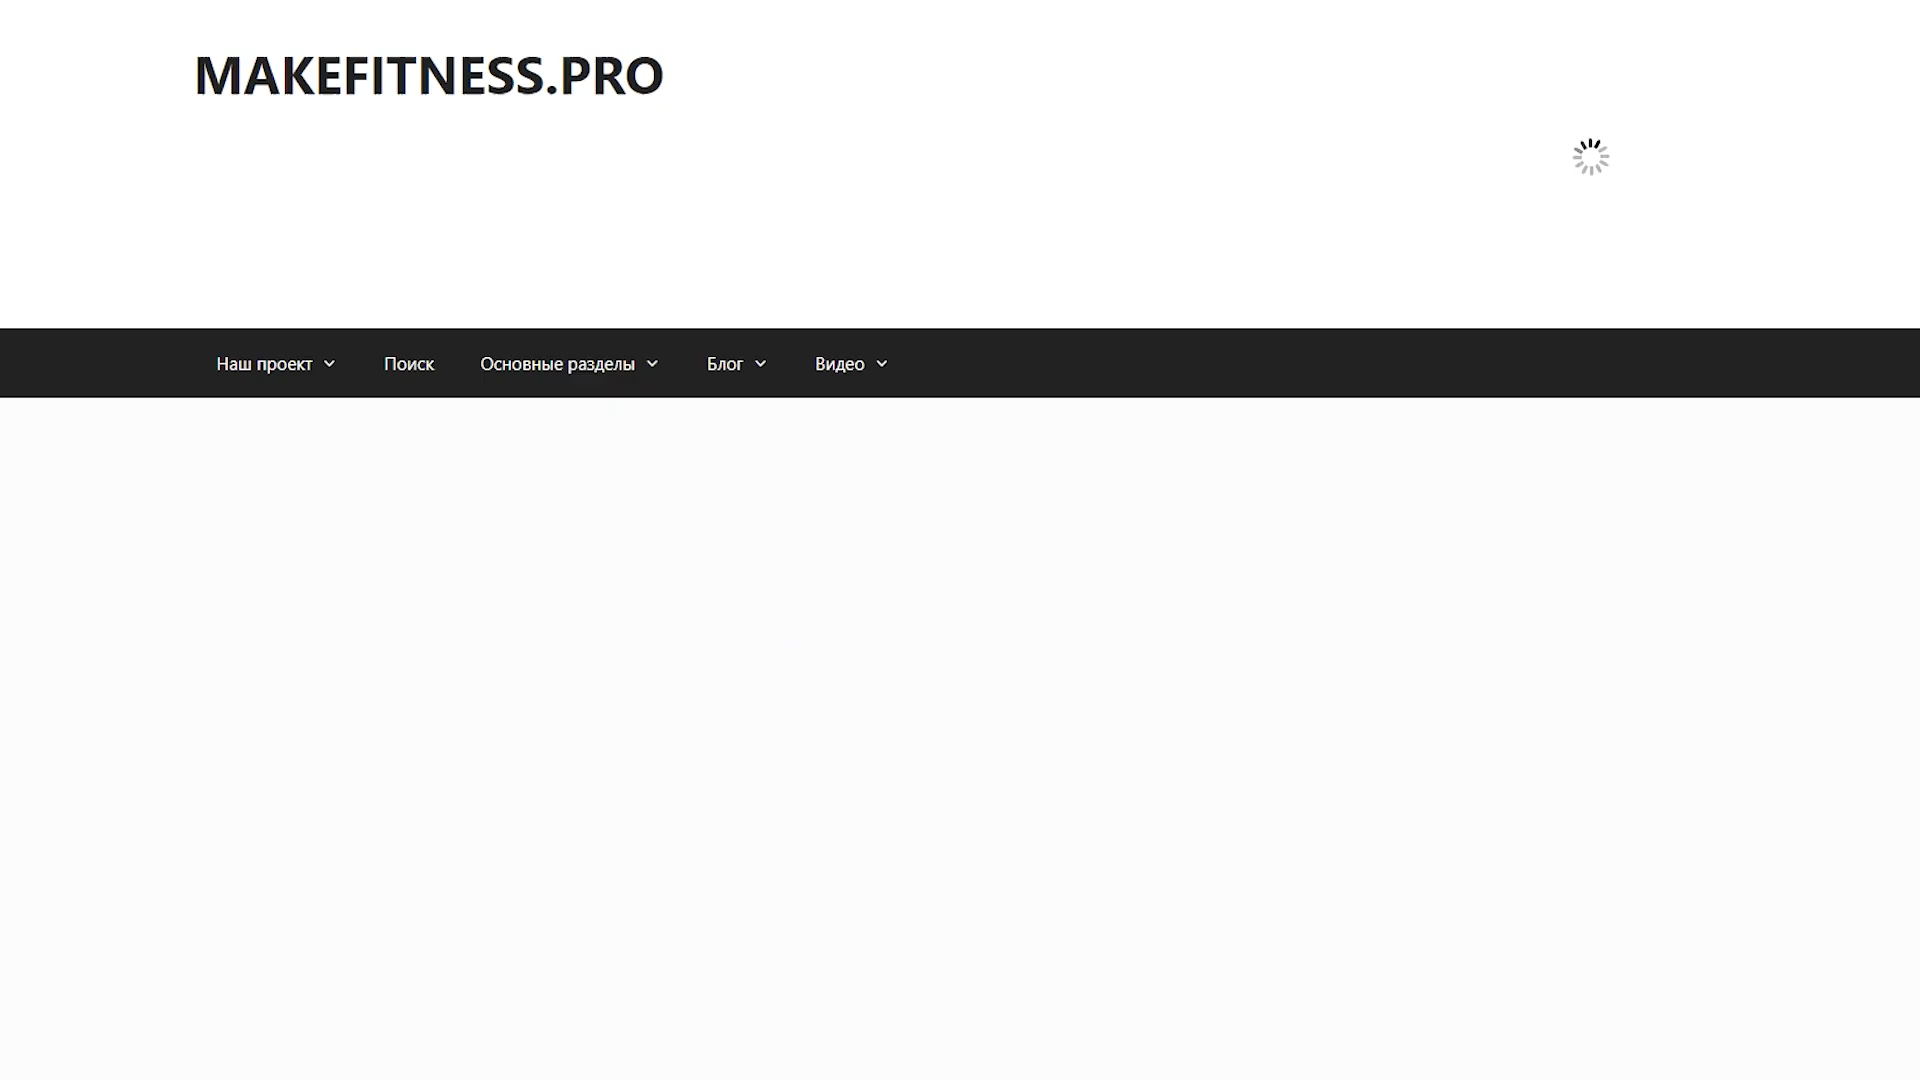 MAKEFITNESS.PRO
Наш проект Поиск Основные разделы Блог Видео